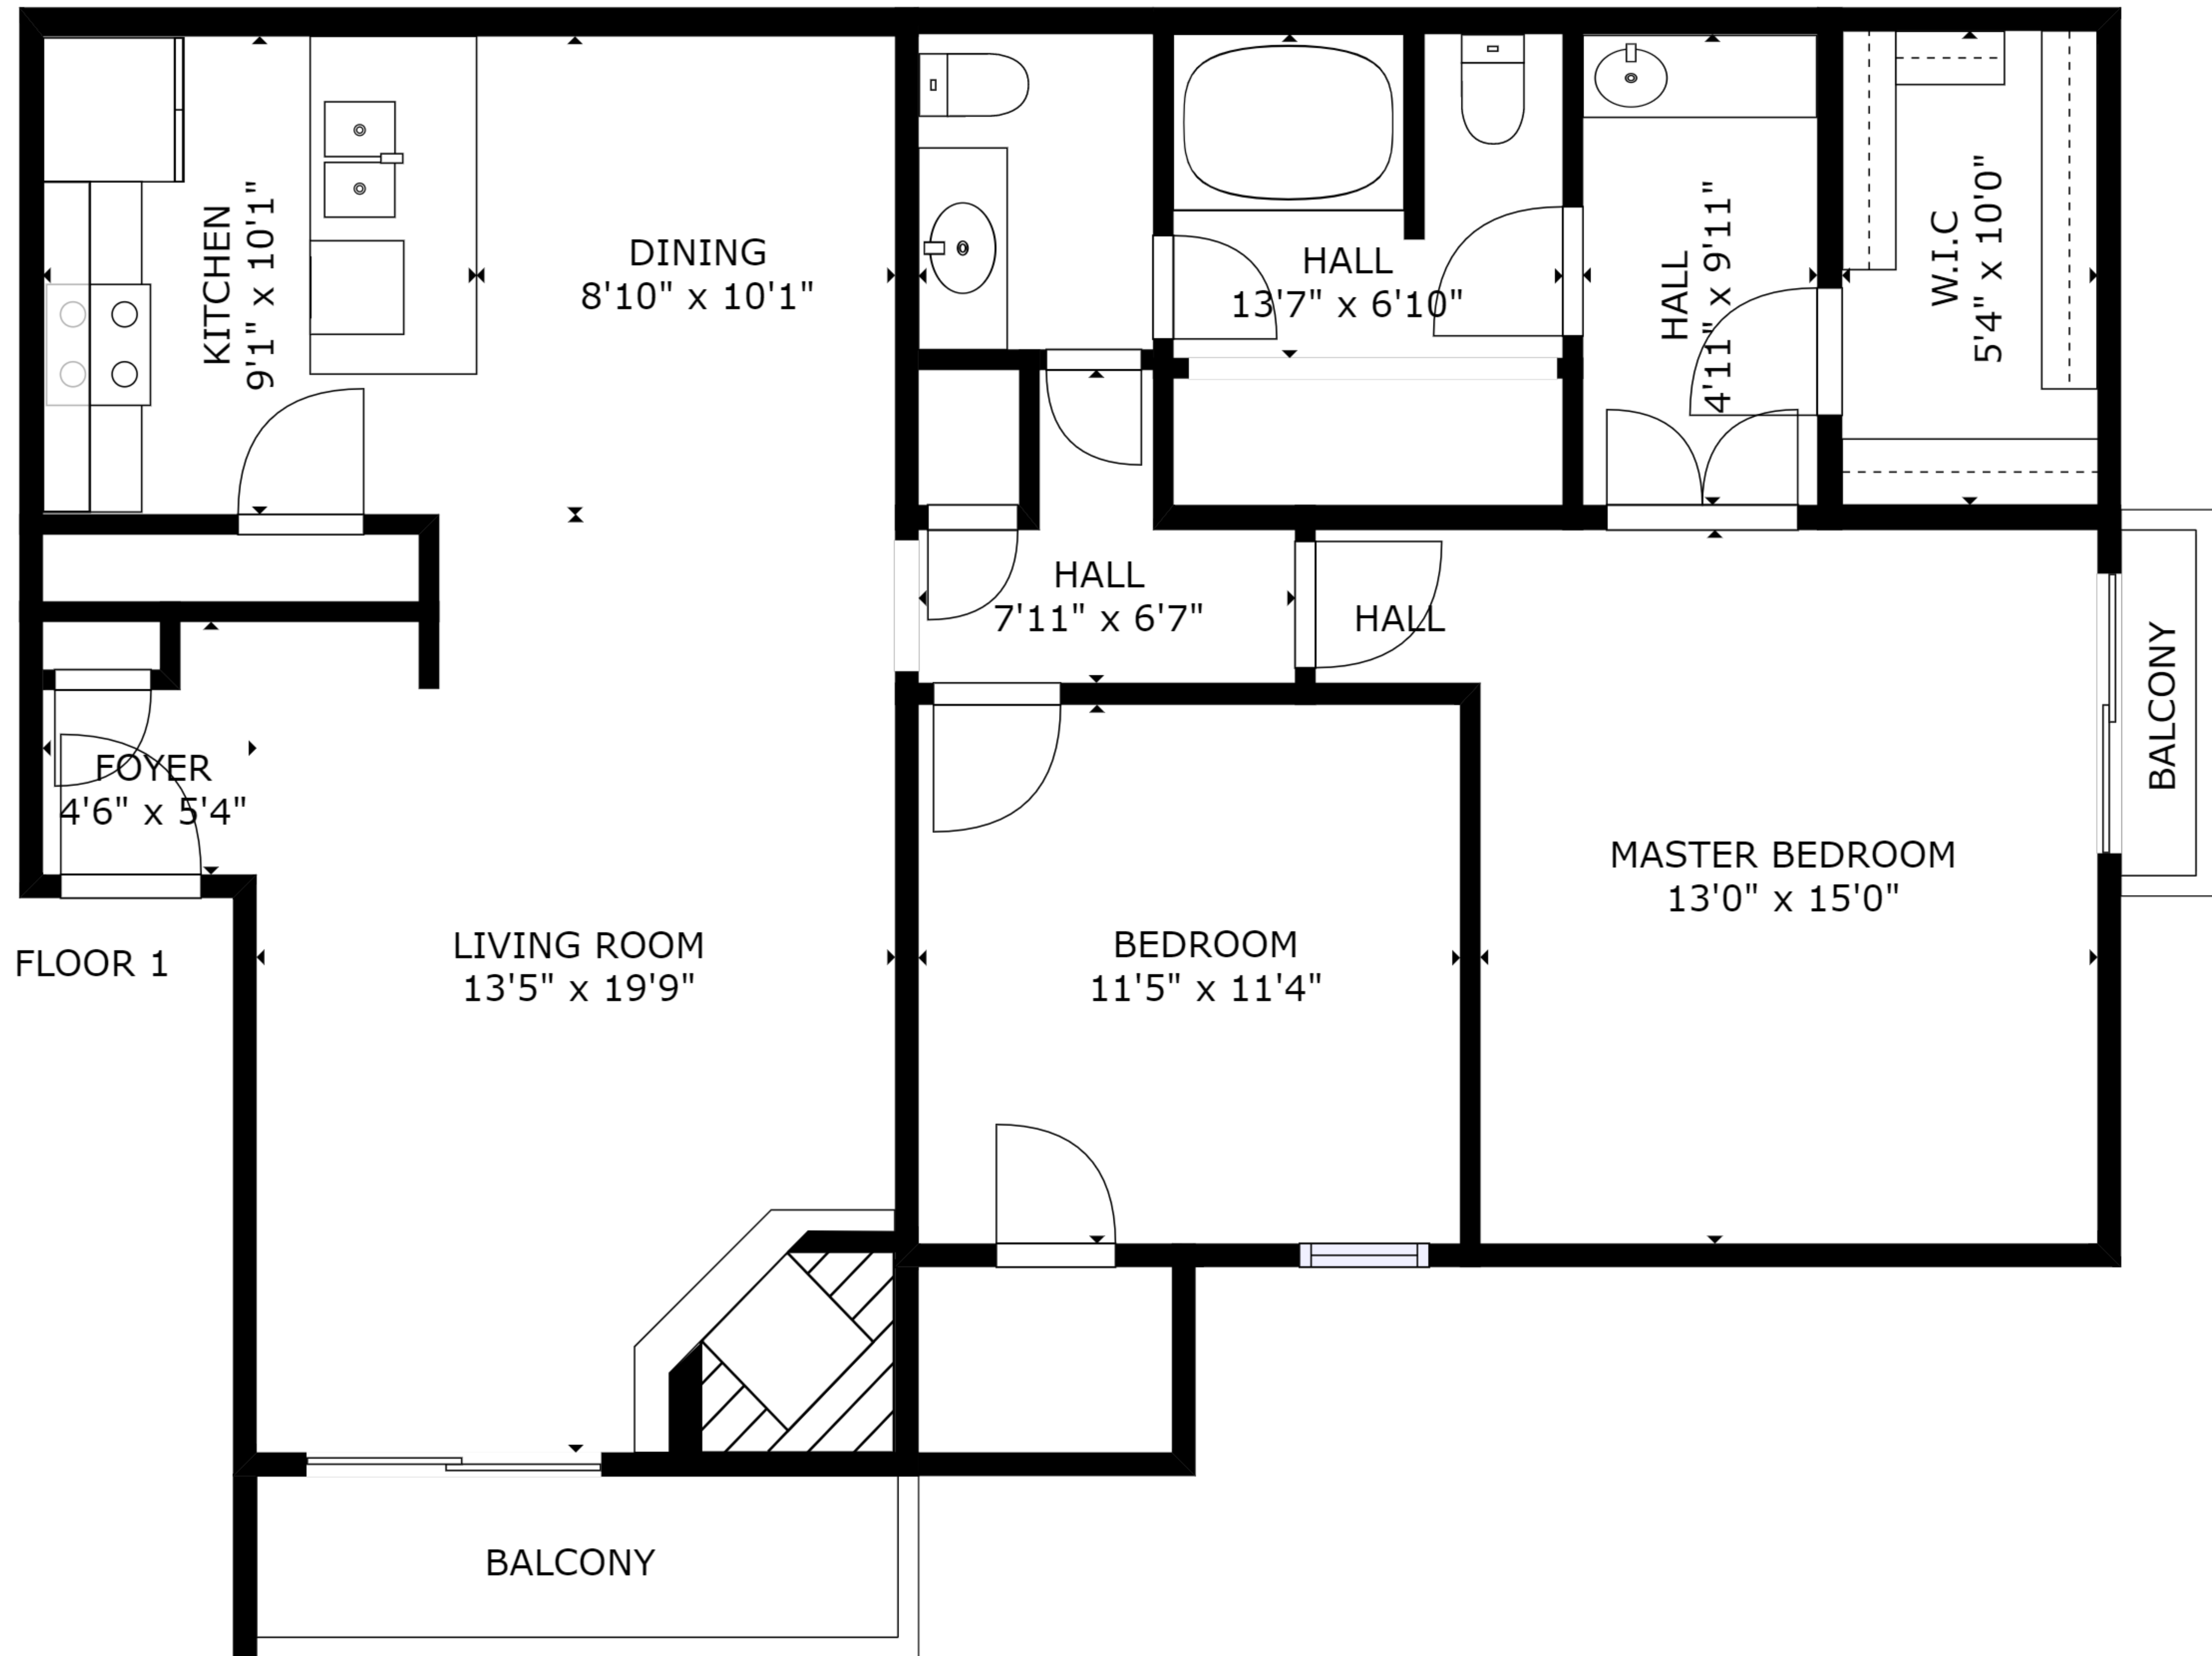 KITCHEN
9'1" x 10'1"
DINING
8'10" x 10'1"
HALL
13'7" x 6'10"
HALL
4'11" x 9'11"
W.I.C
5'4" x 10'0"
HALL
7'11" x 6'7"
HALL
BALCONY
FOYER
4'6" x 5'4"
MASTER BEDROOM
13'0" x 15'0"
FLOOR 1
LIVING ROOM
13'5" x 19'9"
BEDROOM
11'5" x 11'4"
BALCONY